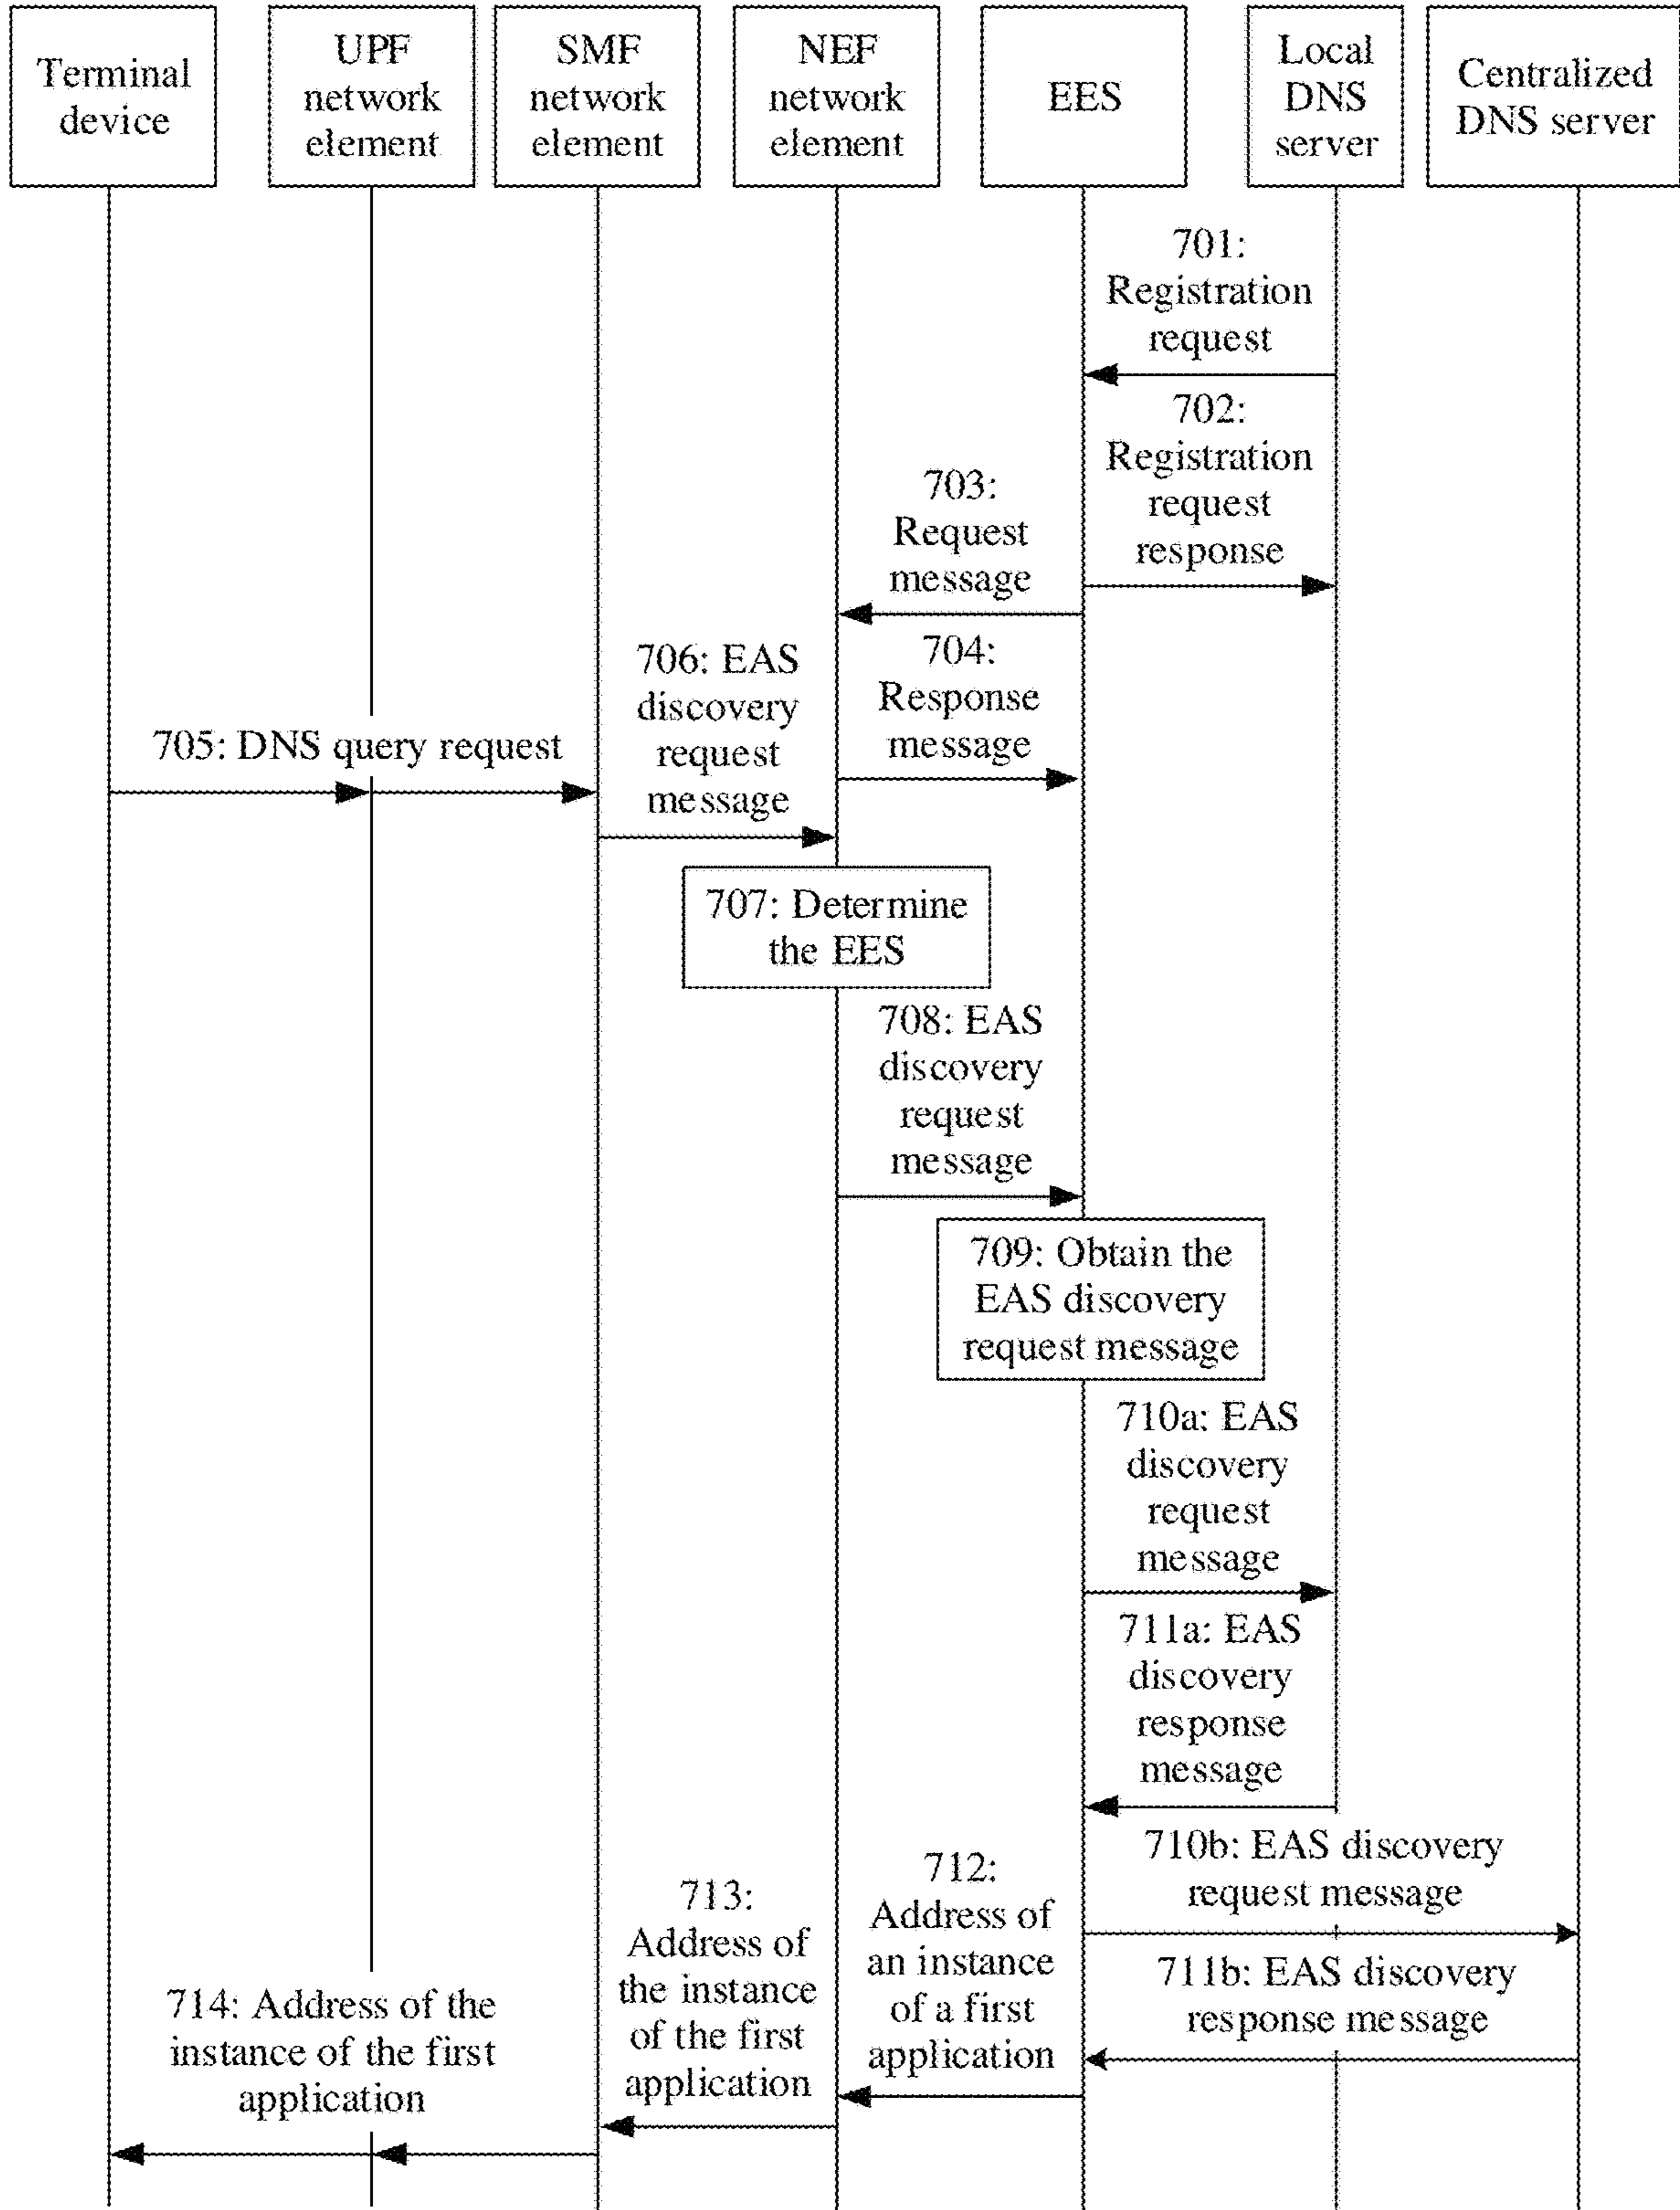 Terminal
device
UPF
network
element
SMF
network
element
NEF
network
element
EES
Local
DNS
server
Centralized
DNS server
701:
Registration
request
702:
Registration
request
response
703:
Request
message
704:
Response
message
705: DNS query request
706: EAS
discovery
request
message
707: Determine
the EES
708: EAS
discovery
request
message
709: Obtain the
EAS discovery
request message
710a: EAS
discovery
request
message
711a: EAS
discovery
response
message
710b: EAS discovery
request message
711b: EAS discovery
response message
712:
Address of
an instance
of a first
application
713:
Address of
the instance
of the first
application
714: Address of the
instance of the first
application